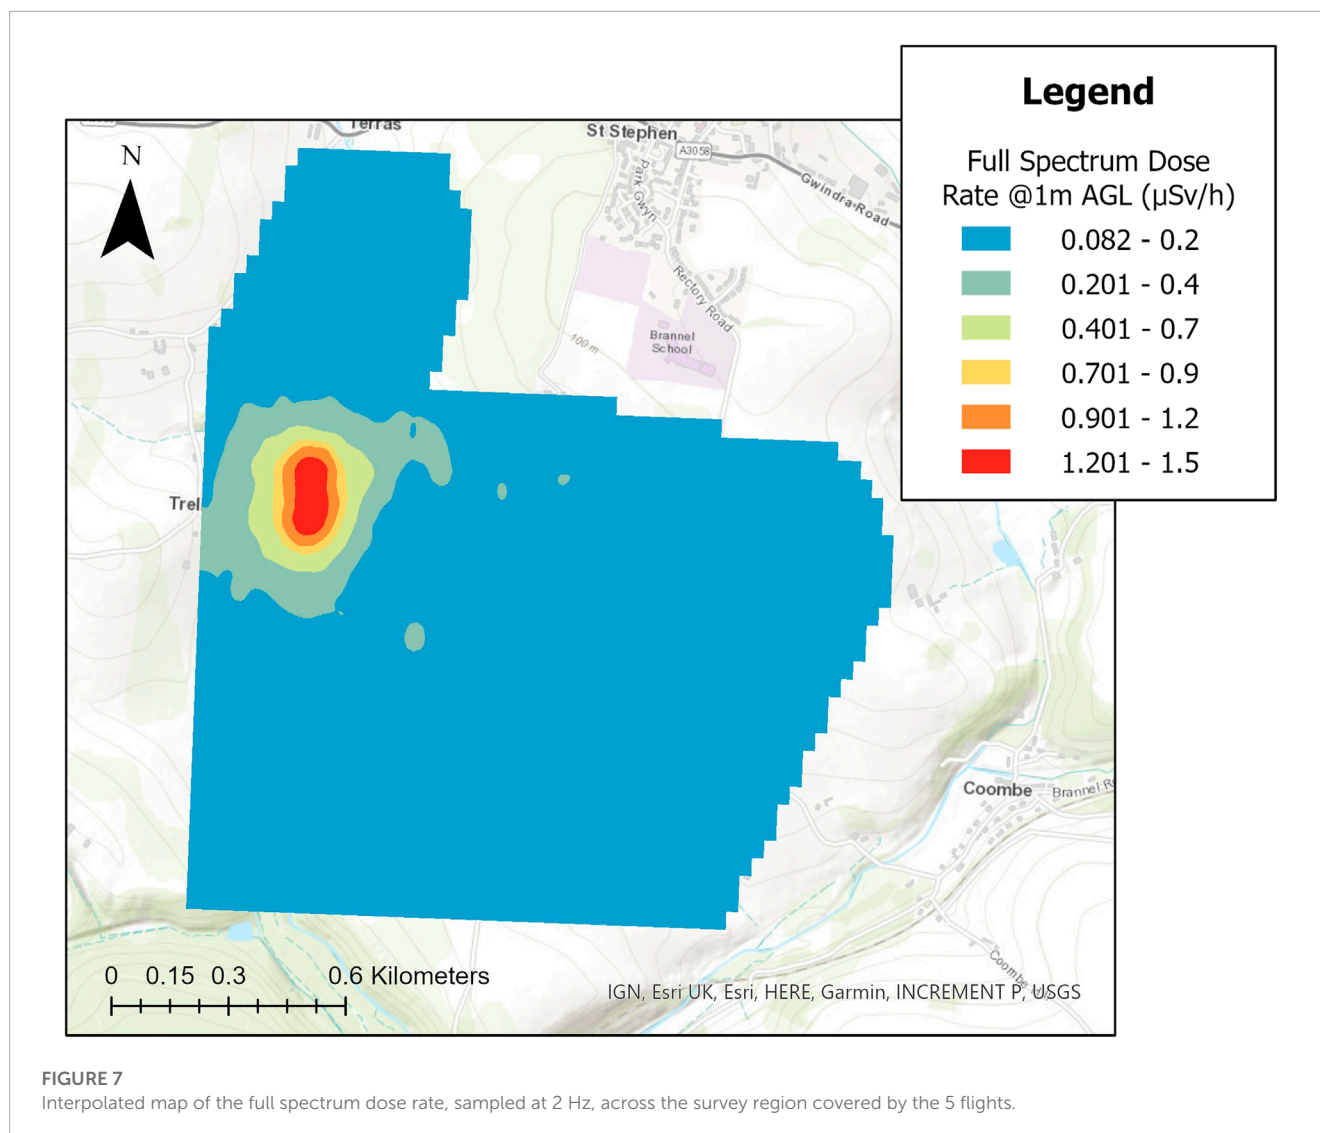 Legend
Full Spectrum Dose
Rate @1m AGL (µSv/h)
0.082 - 0.2
0.201 - 0.4
0.401 - 0.7
0.701 - 0.9
0.901 - 1.2
1.201 - 1.5
Terras
St Stephen
A3058
N
Park Gwyn
Gwindra Road
Rectory Road
Brannel
School
100 m
Trel
Coombe
Brannel R
Coombe
0 0.15 0.3 0.6 Kilometers
IGN, Esri UK, Esri, HERE, Garmin, INCREMENT P, USGS
FIGURE 7
Interpolated map of the full spectrum dose rate, sampled at 2 Hz, across the survey region covered by the 5 flights.